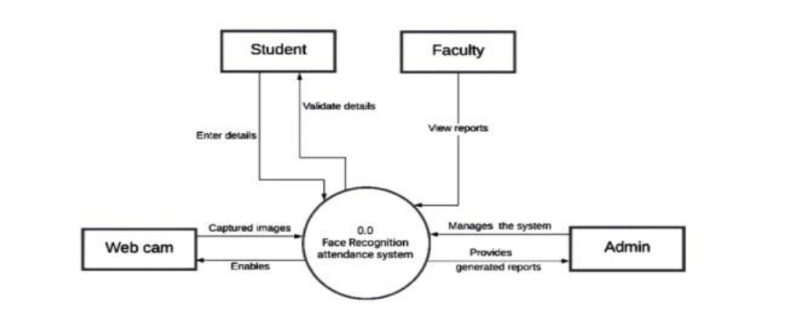 Student
Faculty
Validate details
Enter details
View reports
Captured images
Manages the system
0.0
Face Recognition
attendance system
Web cam
Admin
Enables
Provides
generated reports